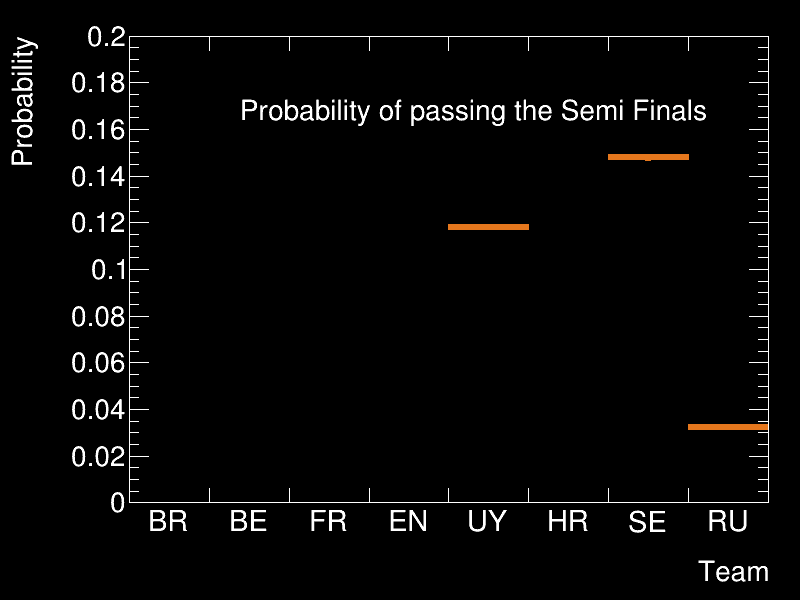 Probability
0.2
0.18
0.16
0.14
0.12
0.1
0.08
0.06
0.04
0.02
0
Probability of passing the Semi Finals
BR BE FR EN UY HR SE RU
Team